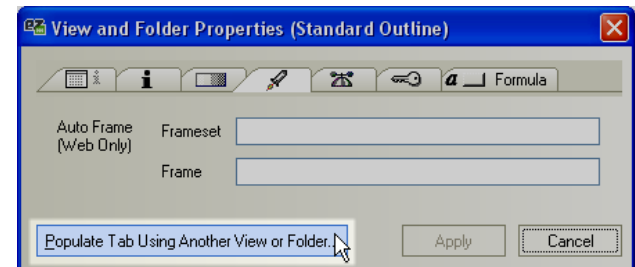 View and Folder Properties (Standard Outline)
Formula
Auto Frame Frameset
(Web Only)
Frame
Populate Tab Using Another View or Folder... Apply Cancel